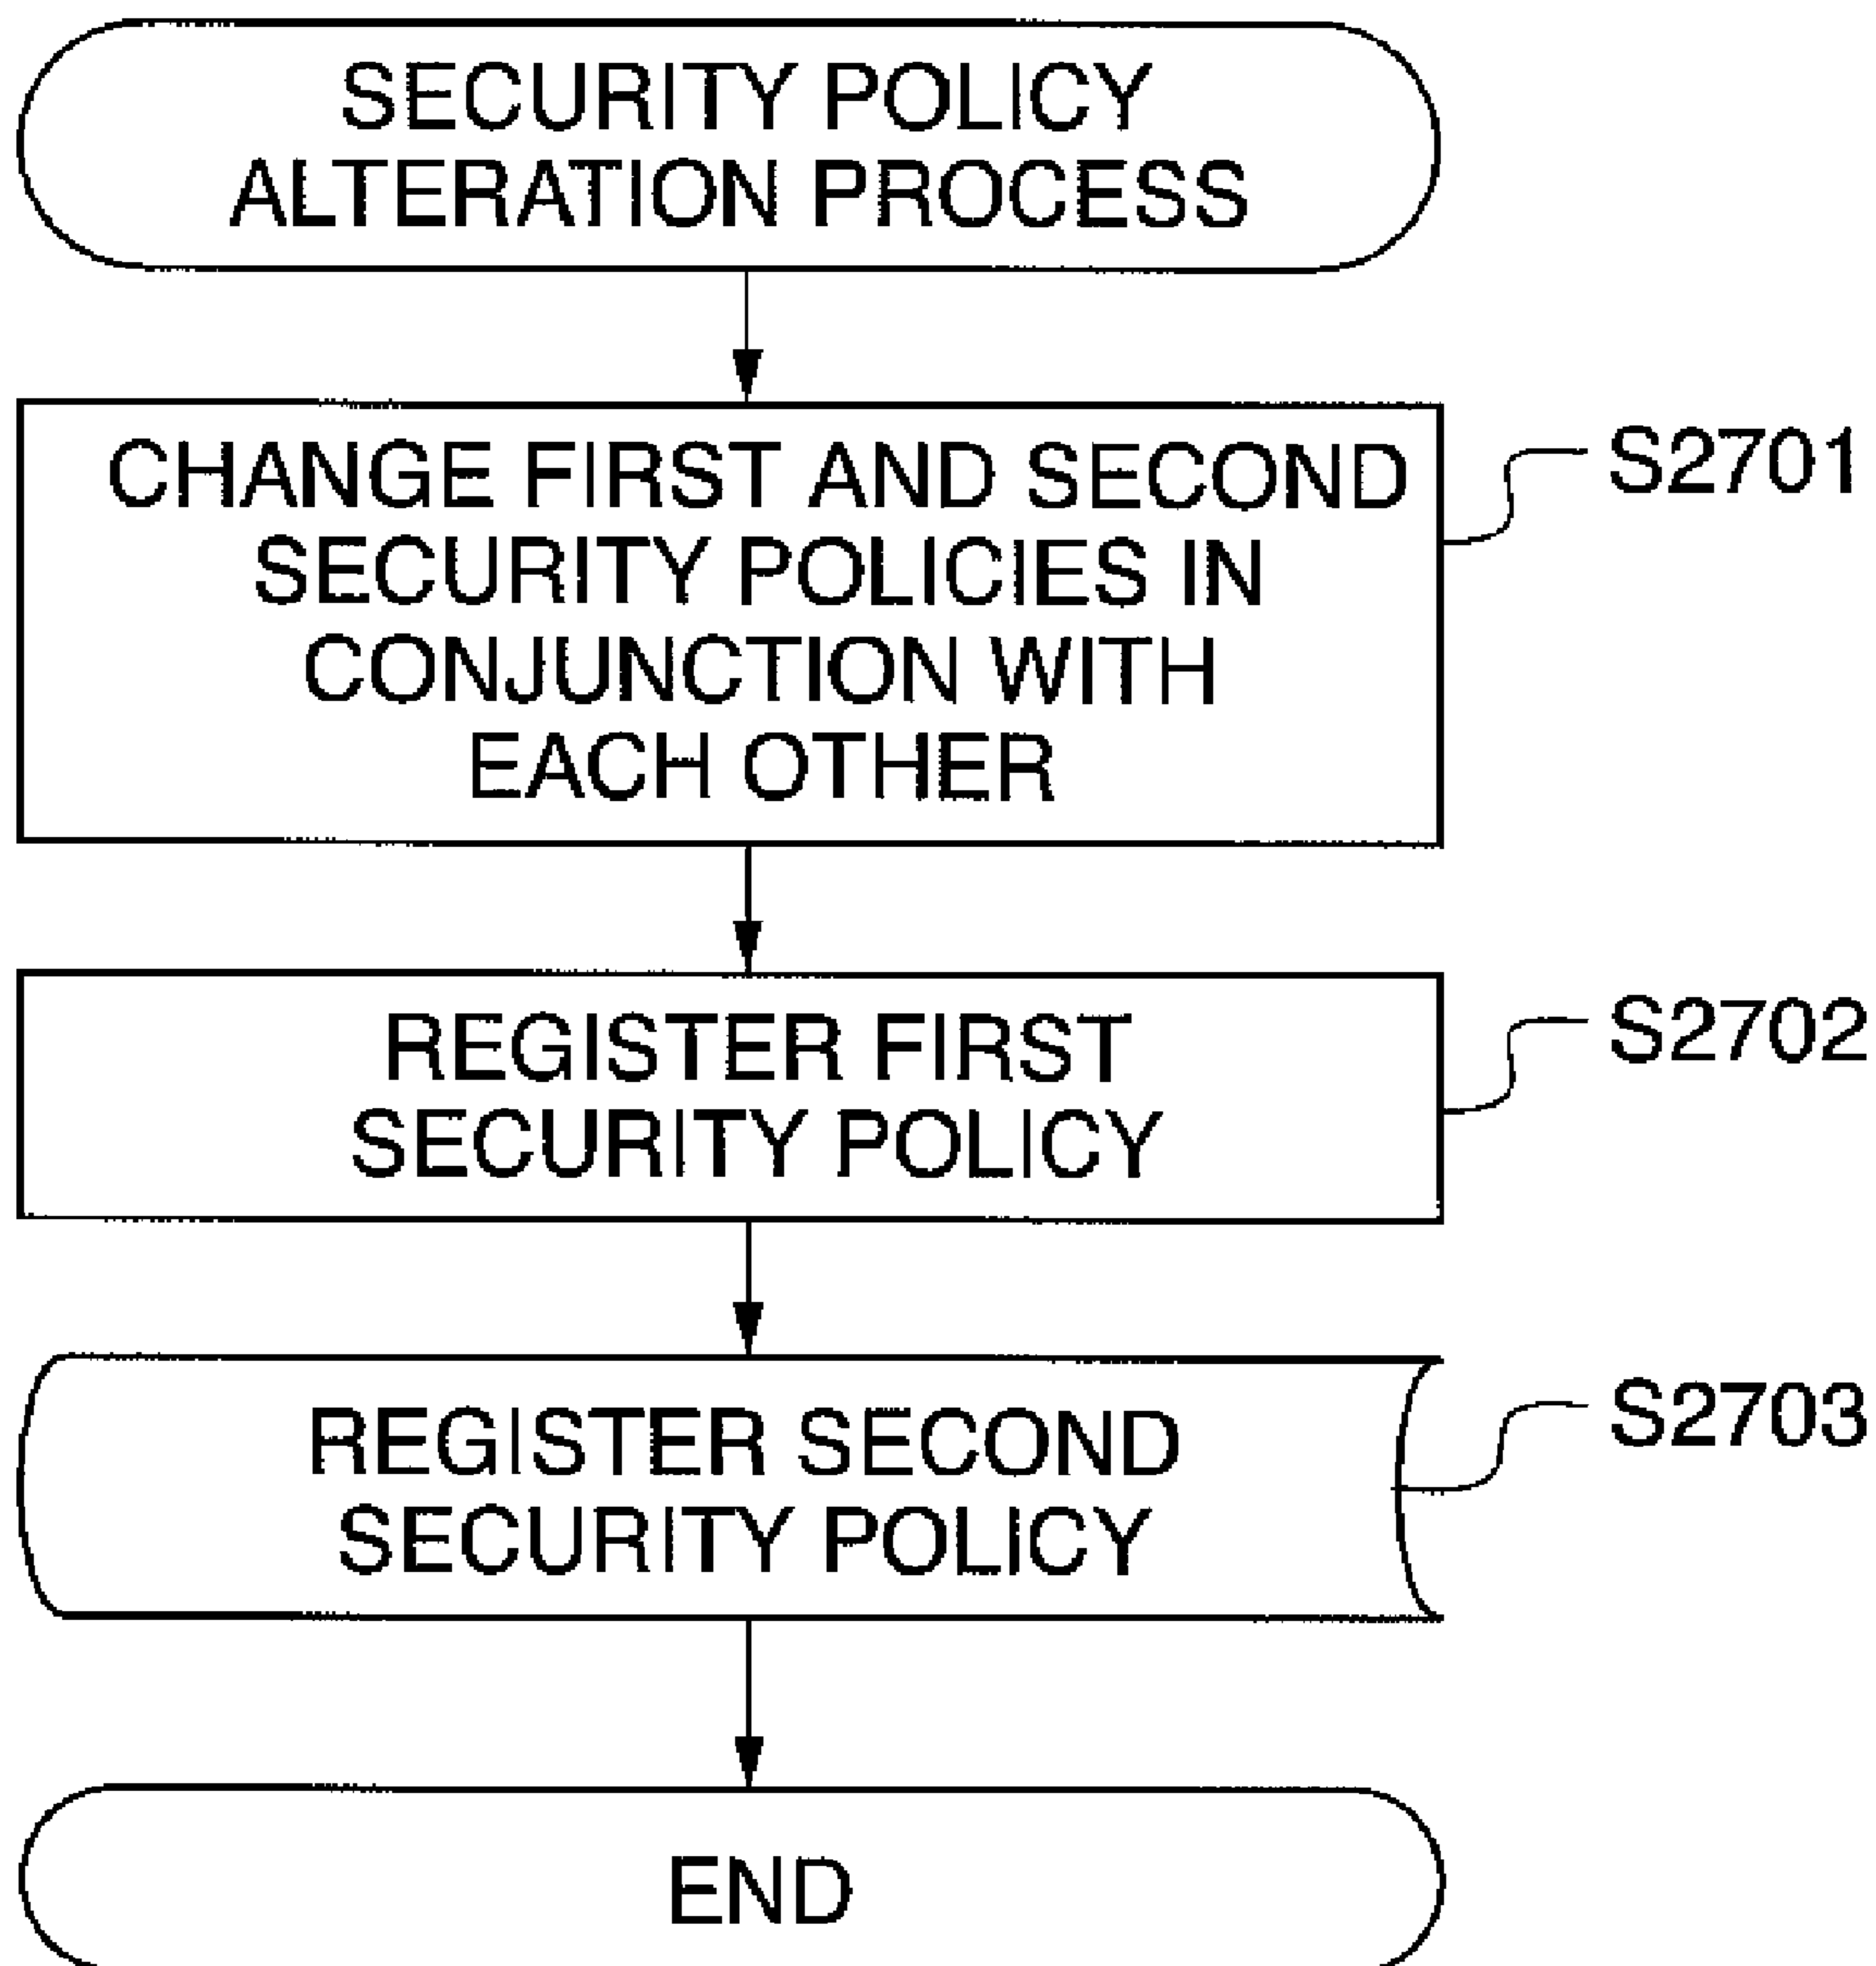 SECURITY POLICY
ALTERATION PROCESS
CHANGE FIRST AND SECOND
SECURITY POLICIES IN
CONJUNCTION WITH
EACH OTHER
S2701
REGISTER FIRST
SECURITY POLICY
S2702
REGISTER SECOND
SECURITY POLICY
S2703
END